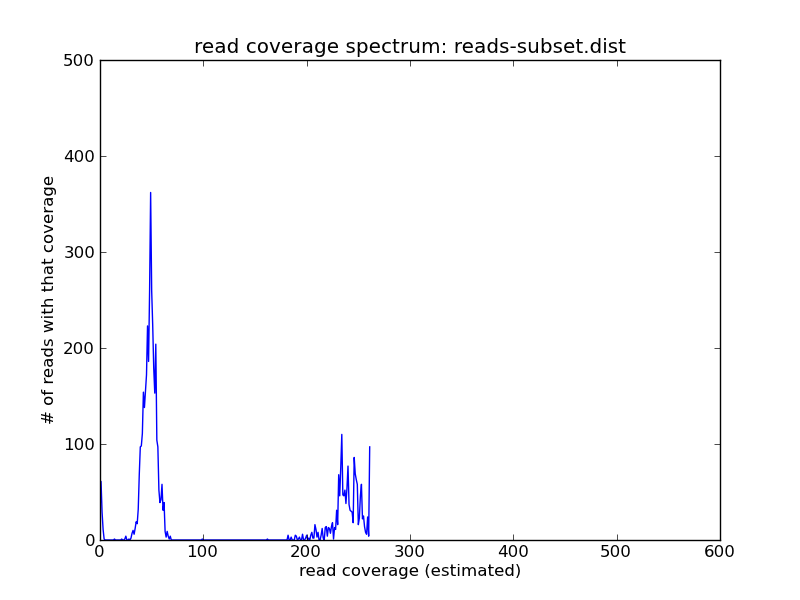 read coverage spectrum: reads-subset.dist
500
400
300
200
100
0
# of reads with that coverage
0 100 200 300 400 500 600
read coverage (estimated)